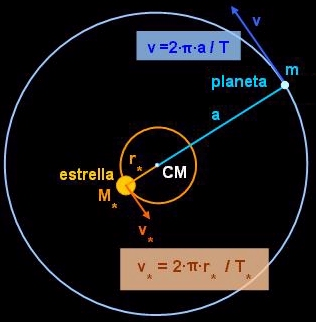 v
v =2·π·a / T
m
planeta
a
r*
estrella
CM
M*
v*
v* = 2·π·r* / T*